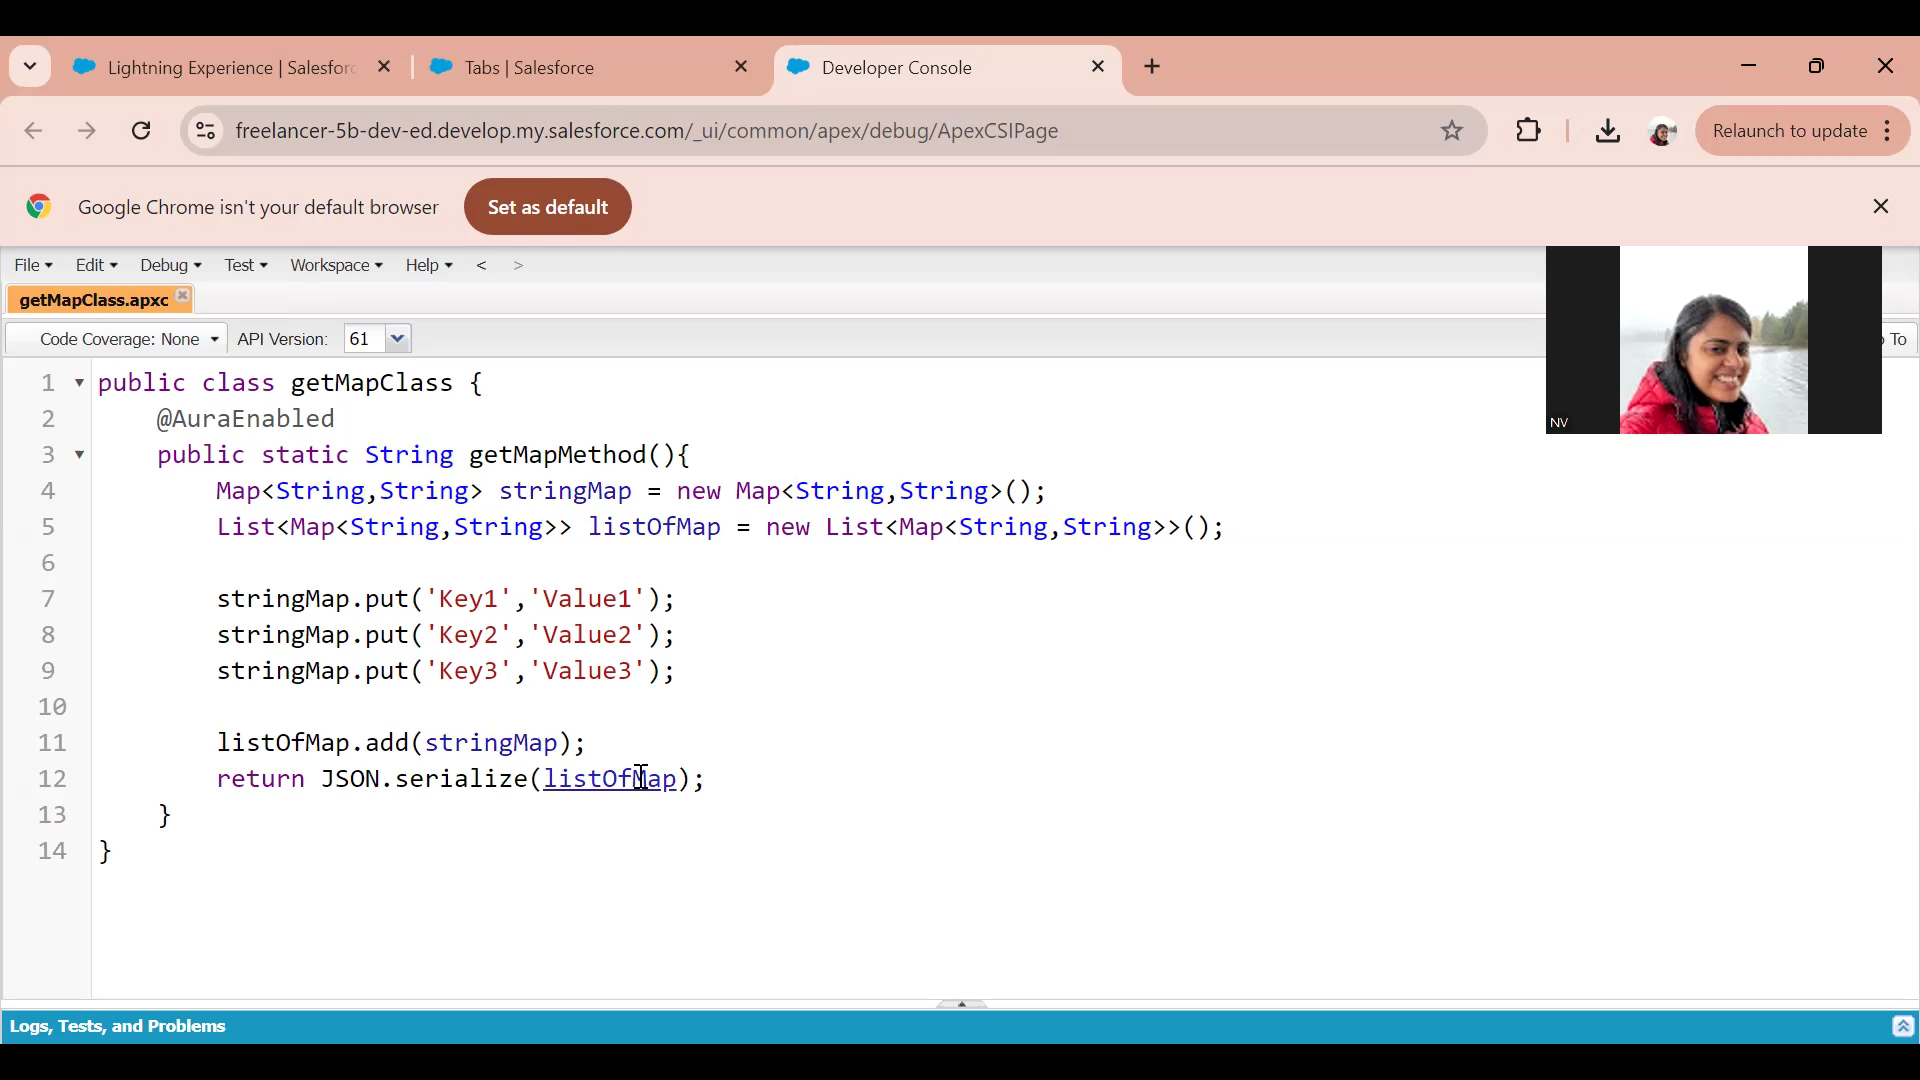 Lightning Experience | Salesforc
Tabs | Salesforce
Developer Console
freelancer-5b-dev-ed.develop.my.salesforce.com/_ui/common/apex/debug/ApexCSIPage
Relaunch to update
Google Chrome isn't your default browser
Set as default
File Edit Debug Test Workspace Help < >
getMapClass.apxc
Code Coverage: None API Version: 61
To
1 public class getMapClass {
2 @AuraEnabled
3 public static String getMapMethod(){
4 Map<String,String> stringMap = new Map<String,String>();
5 List<Map<String,String>> listOfMap = new List<Map<String,String>>();
6
7 stringMap.put('Key1','Value1');
8 stringMap.put('Key2','Value2');
9 stringMap.put('Key3','Value3');
10
11 listOfMap.add(stringMap);
12 return JSON.serialize(listOfMap);
13 }
14 }
NV
Logs, Tests, and Problems